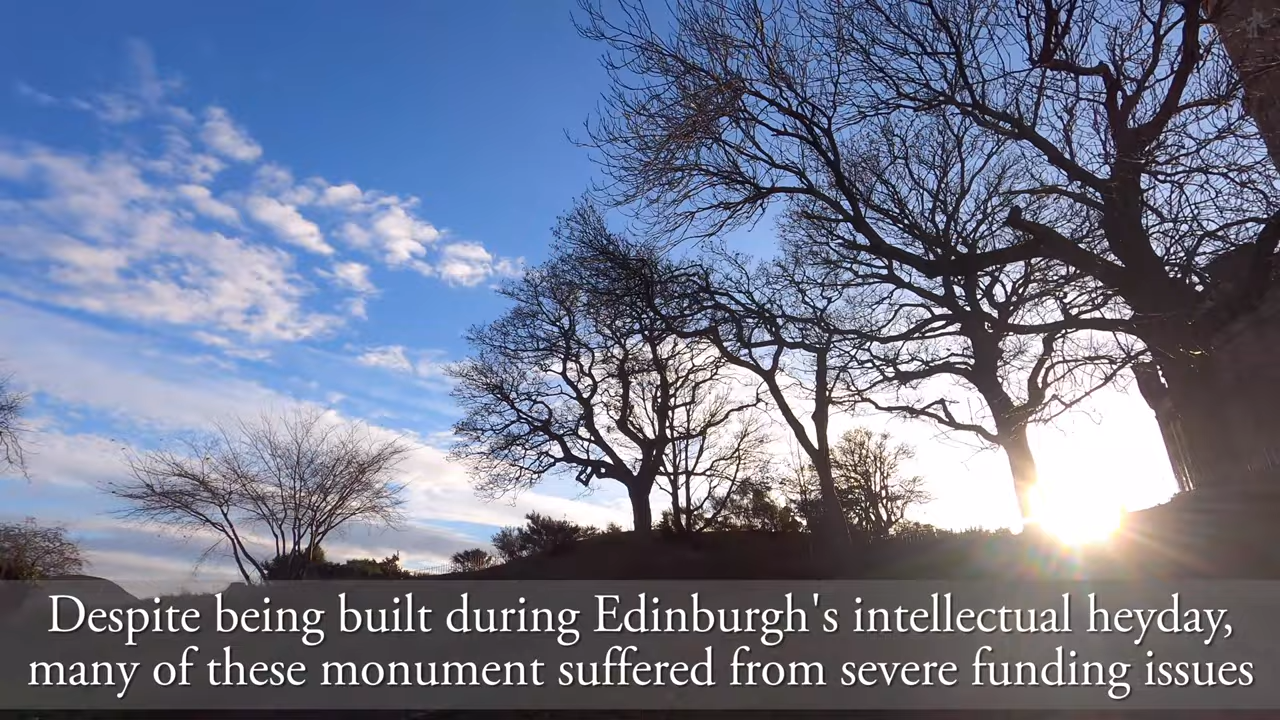 Despite being built during Edinburgh's intellectual heyday,
many of these monument suffered from severe funding issues